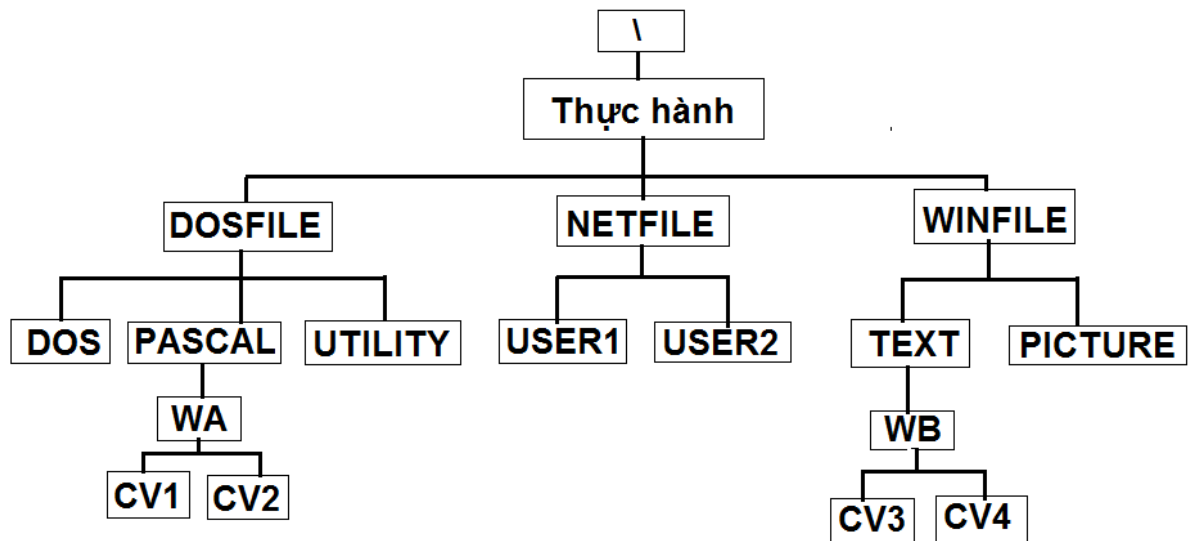 \
Thực hành
DOSFILE NETFILE WINFILE
DOS PASCAL UTILITY USER1 USER2 TEXT PICTURE
WA WB
CV1 CV2 CV3 CV4